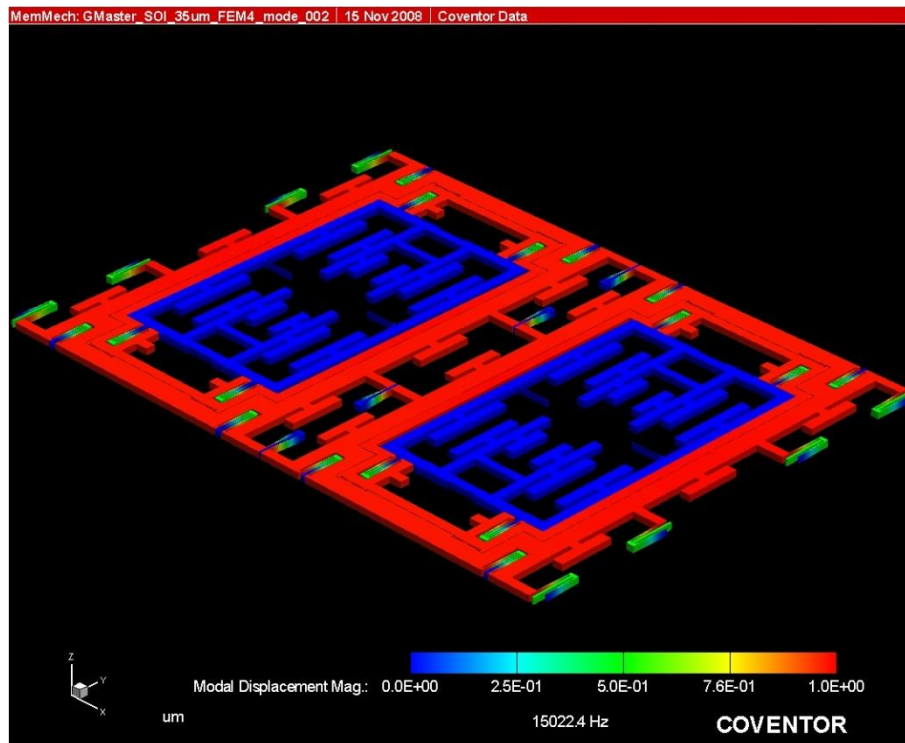 MemMech: GMaster_SOI_35um_FEM4_mode_002 | 15 Nov 2008 | Coventor Data
Z
Y
X
Modal Displacement Mag.: 0.0E+00 2.5E-01 5.0E-01 7.6E-01 1.0E+00
um
15022.4 Hz
COVENTOR